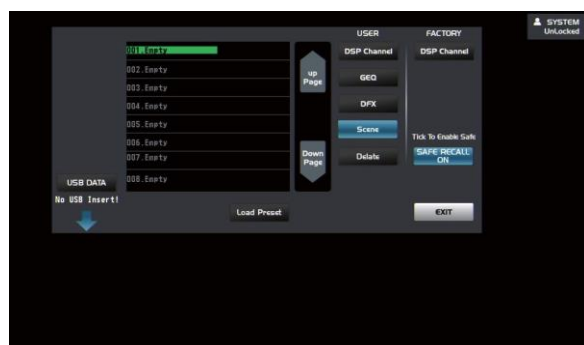 SYSTEM
UnLocked
USER
FACTORY
001.Empty
DSP Channel
DSP Channel
002.Empty
up
Page
GEQ
003.Empty
004.Empty
DFX
005.Empty
Scene
Tick To Enable Safe
006.Empty
007.Empty
Down
Page
Delate
SAFE RECALL
ON
008.Empty
USB DATA
No USB Insert!
Load Preset
EXIT